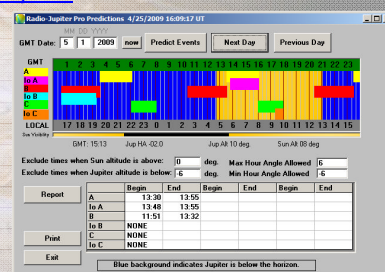 Radio-Jupiter Pro Predictions 4/25/2009 16:09:17 UT
MM DD YYYY
GMT Date: 5 1 2009 now Predict Events Next Day Previous Day
GMT 1 2 3 4 5 6 7 8 9 10 11 12 13 14 15 16 17 18 19 20 21 22 23
A
Io A
B
Io B
C
Io C
LOCAL 17 18 19 20 21 22 23 0 1 2 3 4 5 6 7 8 9 10 11 12 13 14 15
Sun Visibility
GMT: 15:13 Jup HA -02.0 Jup Alt 10 deg. Sun Alt 08 deg
Exclude times when Sun altitude is above: 0 deg. Max Hour Angle Allowed 6
Exclude times when Jupiter altitude is below: -6 deg. Min Hour Angle Allowed -6
Report
Begin End Begin End Begin End
A 13:30 13:55
Io A 13:48 13:55
B 11:51 13:32
Io B NONE
C NONE
Io C NONE
Print
Exit
Blue background indicates Jupiter is below the horizon.